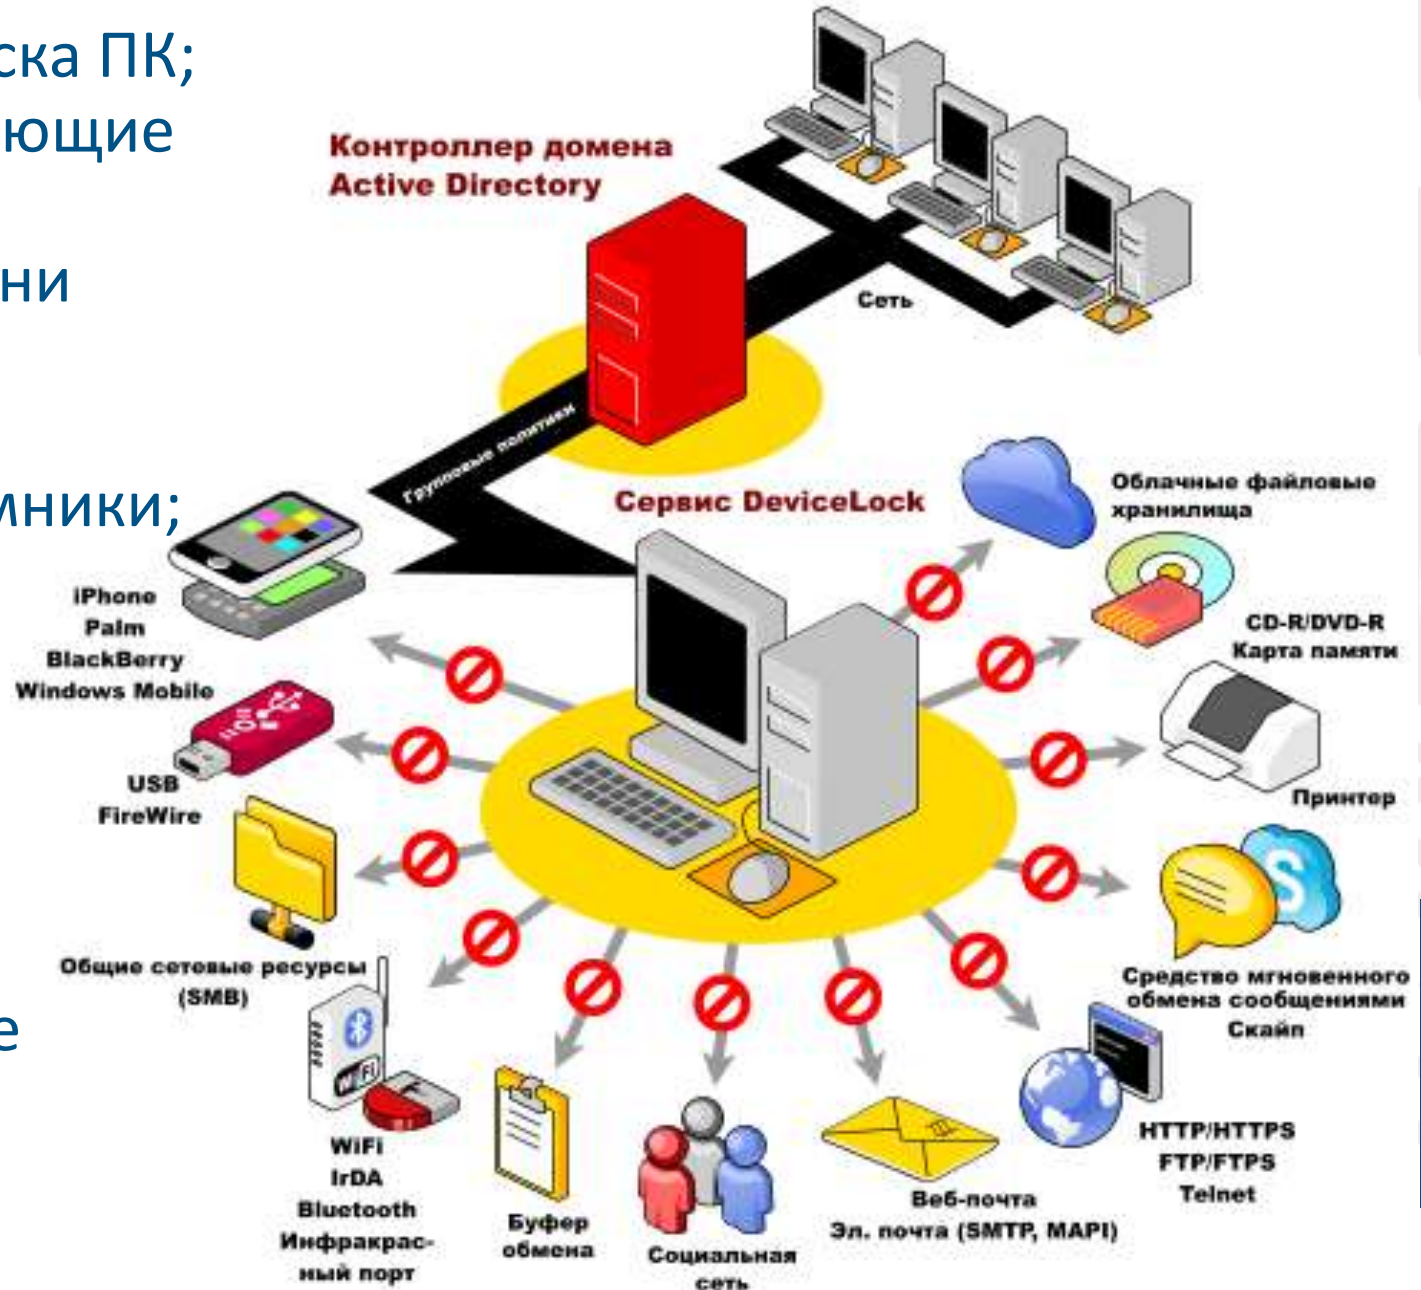 ска ПК;
ющие
ни
мники;
е
Контроллер домена
Active Directory
Сеть
Групповые политики
Сервис DeviceLock
Облачные файловые
хранилища
CD-R/DVD-R
Карта памяти
Принтер
Средство мгновенного
обмена сообщениями
Скайп
HTTP/HTTPS
FTP/FTPS
Telnet
Веб-почта
Эл. почта (SMTP, MAPI)
Социальная
сеть
Буфер
обмена
WiFi
WiFi
IrDA
Bluetooth
Инфракрас-
ный порт
Общие сетевые ресурсы
(SMB)
USB
FireWire
iPhone
Palm
BlackBerry
Windows Mobile
S